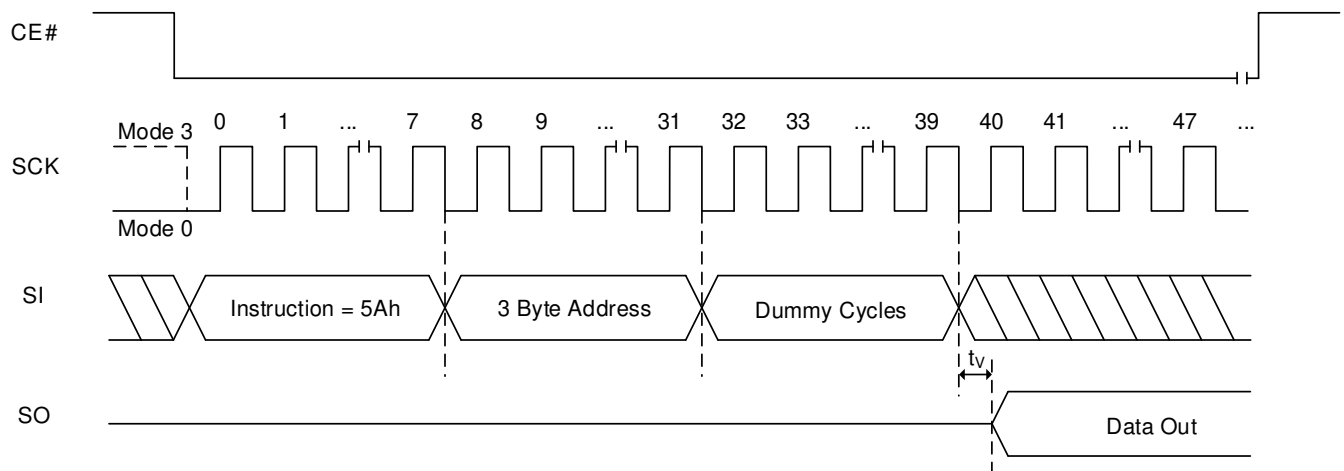 CE#
Mode 3 0 1 ... 7 8 9 ... 31 32 33 ... 39 40 41 ... 47 ...
SCK
Mode 0
SI Instruction = 5Ah 3 Byte Address Dummy Cycles
tV
SO Data Out